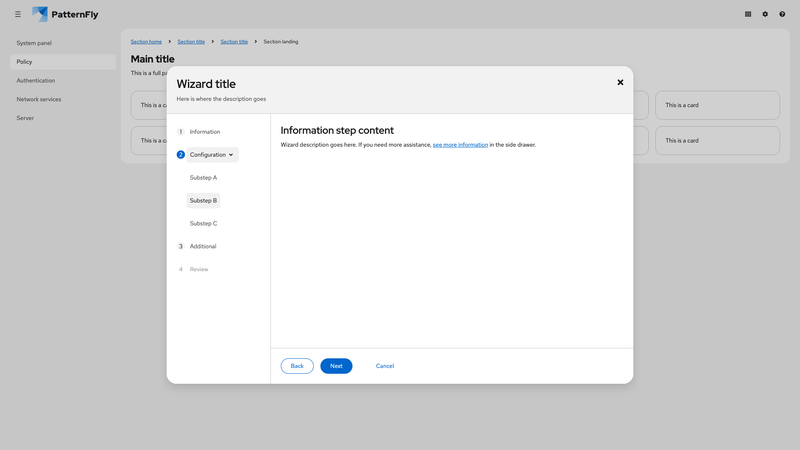 PatternFly
System panel
Policy
Authentication
Network services
Server
Section home
Section title
Section title
Section landing
Main title
This is a full pa
This is a ca
This is a card
This is a ca
This is a card
Wizard title
Here is where the description goes
1 Information
2 Configuration
Substep A
Substep B
Substep C
3 Additional
4 Review
Information step content
Wizard description goes here. If you need more assistance, see more information in the side drawer.
Back
Next
Cancel